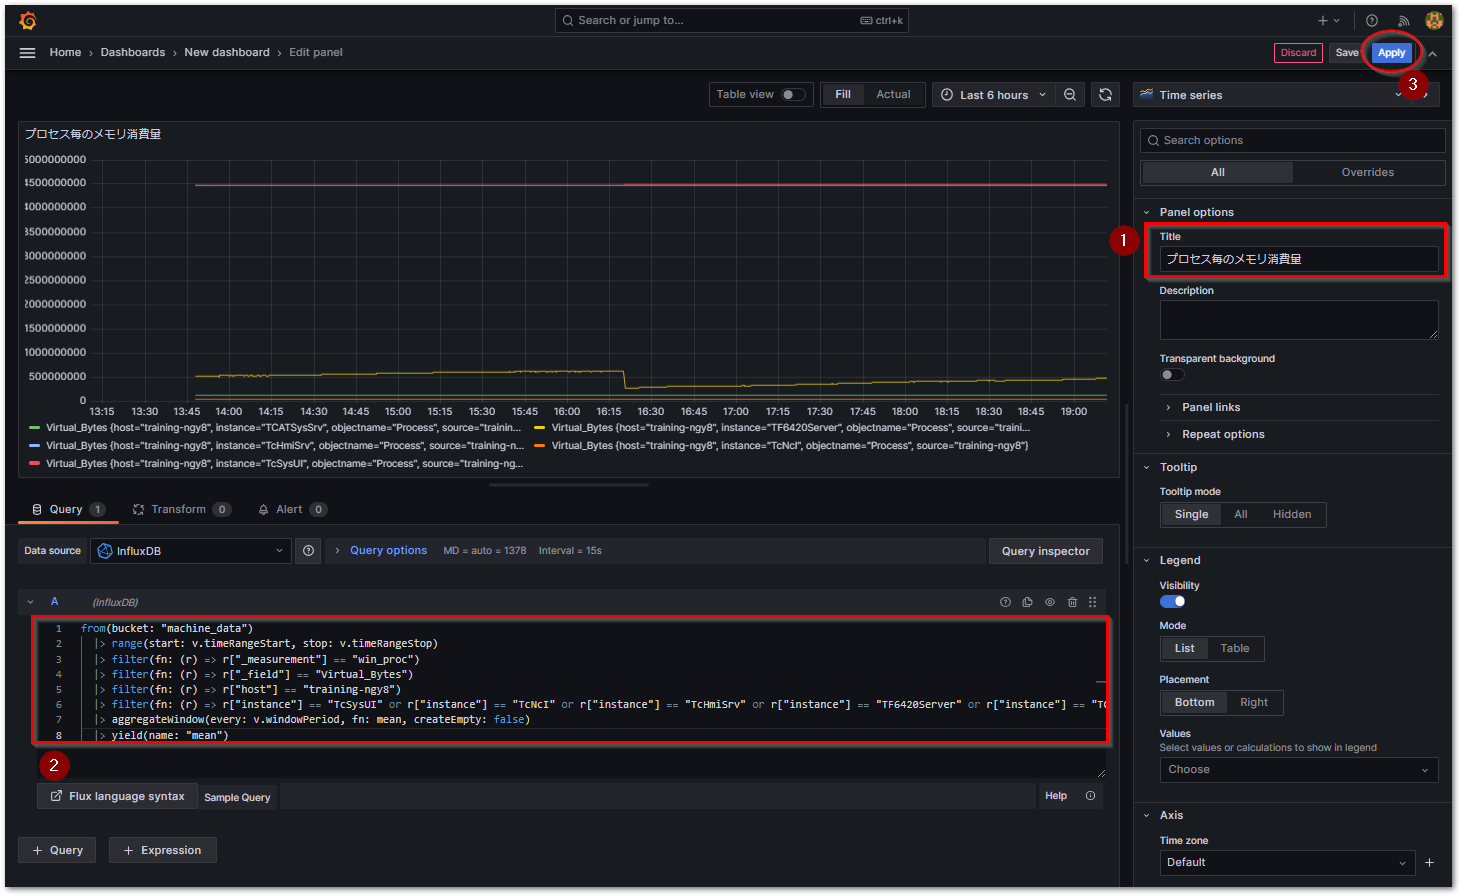 Search or jump to... ctrl+k
Home › Dashboards › New dashboard › Edit panel
Discard Save Apply
3
Table view Fill Actual Last 6 hours
Time series
プロセス毎のメモリ消費量
5000000000
4500000000
4000000000
3500000000
3000000000
2500000000
2000000000
1500000000
1000000000
500000000
0
13:15 13:30 13:45 14:00 14:15 14:30 14:45 15:00 15:15 15:30 15:45 16:00 16:15 16:30 16:45 17:00 17:15 17:30 17:45 18:00 18:15 18:30 18:45 19:00
Virtual_Bytes {host="training-ngy8", instance="TCATSysSrv", objectname="Process", source="trainin...
Virtual_Bytes {host="training-ngy8", instance="TF6420Server", objectname="Process", source="traini...
Virtual_Bytes {host="training-ngy8", instance="TcHmiSrv", objectname="Process", source="training-n...
Virtual_Bytes {host="training-ngy8", instance="TcNcI", objectname="Process", source="training-ngy8"}
Virtual_Bytes {host="training-ngy8", instance="TcSysUI", objectname="Process", source="training-ng...
Query 1 Transform 0 Alert 0
Data source InfluxDB Query options MD = auto = 1378 Interval = 15s Query inspector
A (InfluxDB)
1 from(bucket: "machine_data")
2 |> range(start: v.timeRangeStart, stop: v.timeRangeStop)
3 |> filter(fn: (r) => r["_measurement"] == "win_proc")
4 |> filter(fn: (r) => r["_field"] == "Virtual_Bytes")
5 |> filter(fn: (r) => r["host"] == "training-ngy8")
6 |> filter(fn: (r) => r["instance"] == "TcSysUI" or r["instance"] == "TcNcI" or r["instance"] == "TcHmiSrv" or r["instance"] == "TF6420Server" or r["instance"] == "TC
7 |> aggregateWindow(every: v.windowPeriod, fn: mean, createEmpty: false)
8 |> yield(name: "mean")
2
Flux language syntax Sample Query Help
+ Query + Expression
Search options
All Overrides
Panel options
1
Title
プロセス毎のメモリ消費量
Description
Transparent background
Panel links
Repeat options
Tooltip
Tooltip mode
Single All Hidden
Legend
Visibility
Mode
List Table
Placement
Bottom Right
Values
Select values or calculations to show in legend
Choose
Axis
Time zone
Default